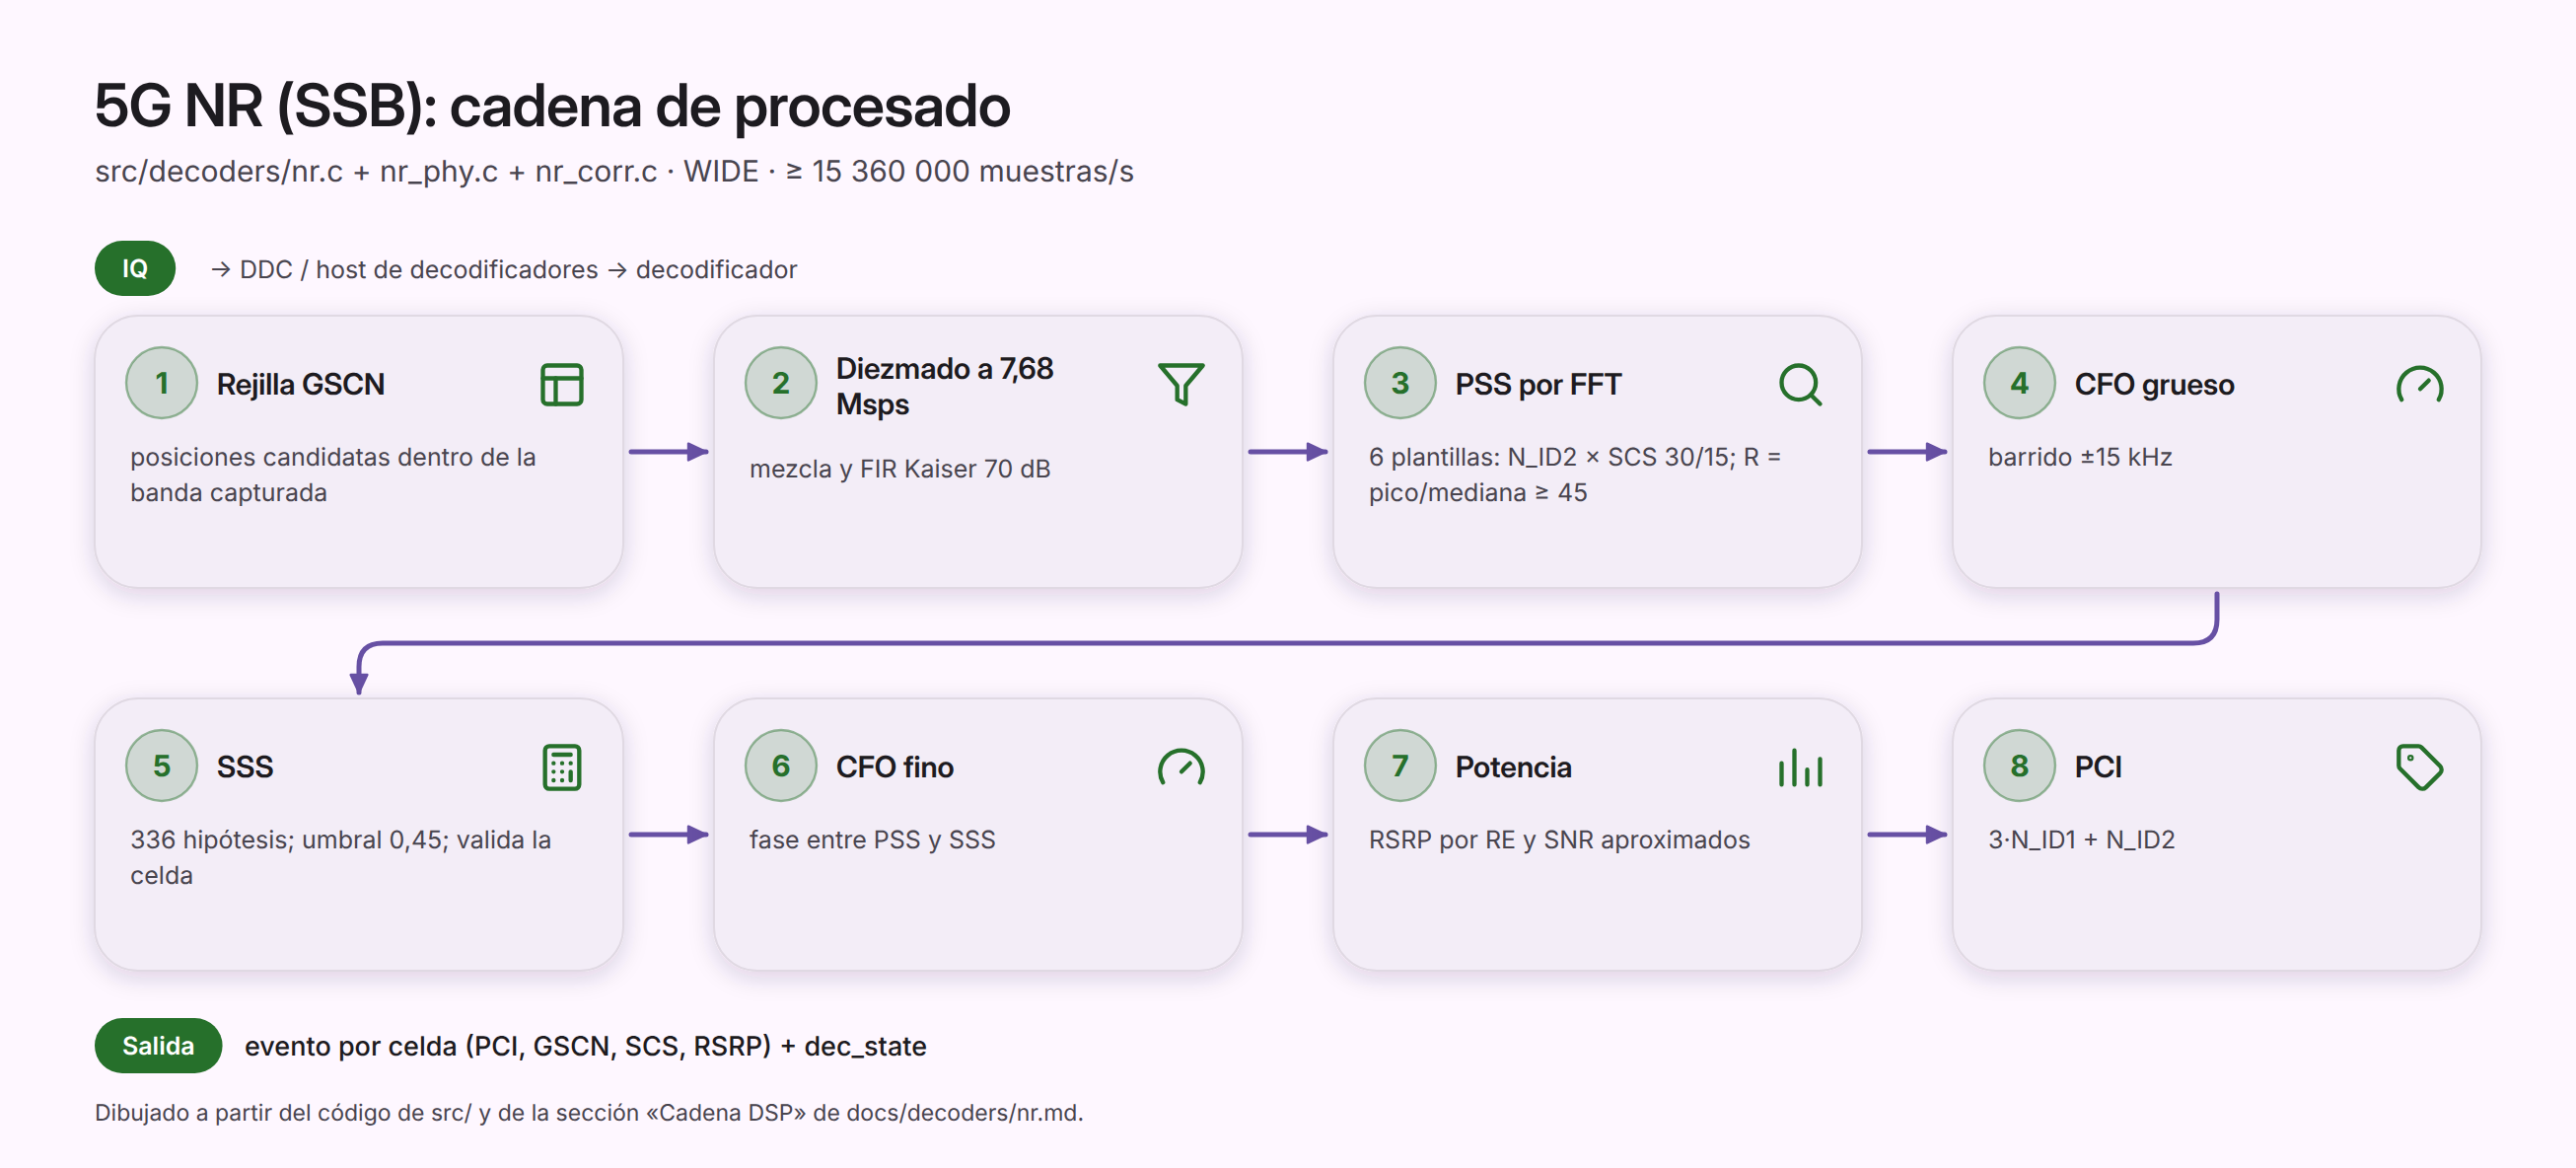 5G NR (SSB): cadena de procesado
src/decoders/nr.c + nr_phy.c + nr_corr.c · WIDE · ≥ 15 360 000 muestras/s
IQ → DDC / host de decodificadores → decodificador
1 Rejilla GSCN
posiciones candidatas dentro de la
banda capturada
2 Diezmado a 7,68
Msps
mezcla y FIR Kaiser 70 dB
3 PSS por FFT
6 plantillas: N_ID2 × SCS 30/15; R =
pico/mediana ≥ 45
4 CFO grueso
barrido ±15 kHz
5 SSS
336 hipótesis; umbral 0,45; valida la
celda
6 CFO fino
fase entre PSS y SSS
7 Potencia
RSRP por RE y SNR aproximados
8 PCI
3·N_ID1 + N_ID2
Salida evento por celda (PCI, GSCN, SCS, RSRP) + dec_state
Dibujado a partir del código de src/ y de la sección «Cadena DSP» de docs/decoders/nr.md.